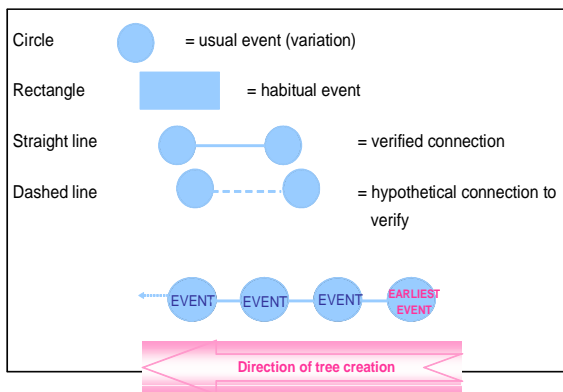 Circle = usual event (variation)
Rectangle = habitual event
Straight line = verified connection
Dashed line = hypothetical connection to
verify
EVENT EVENT EVENT EARLIEST
EVENT
Direction of tree creation